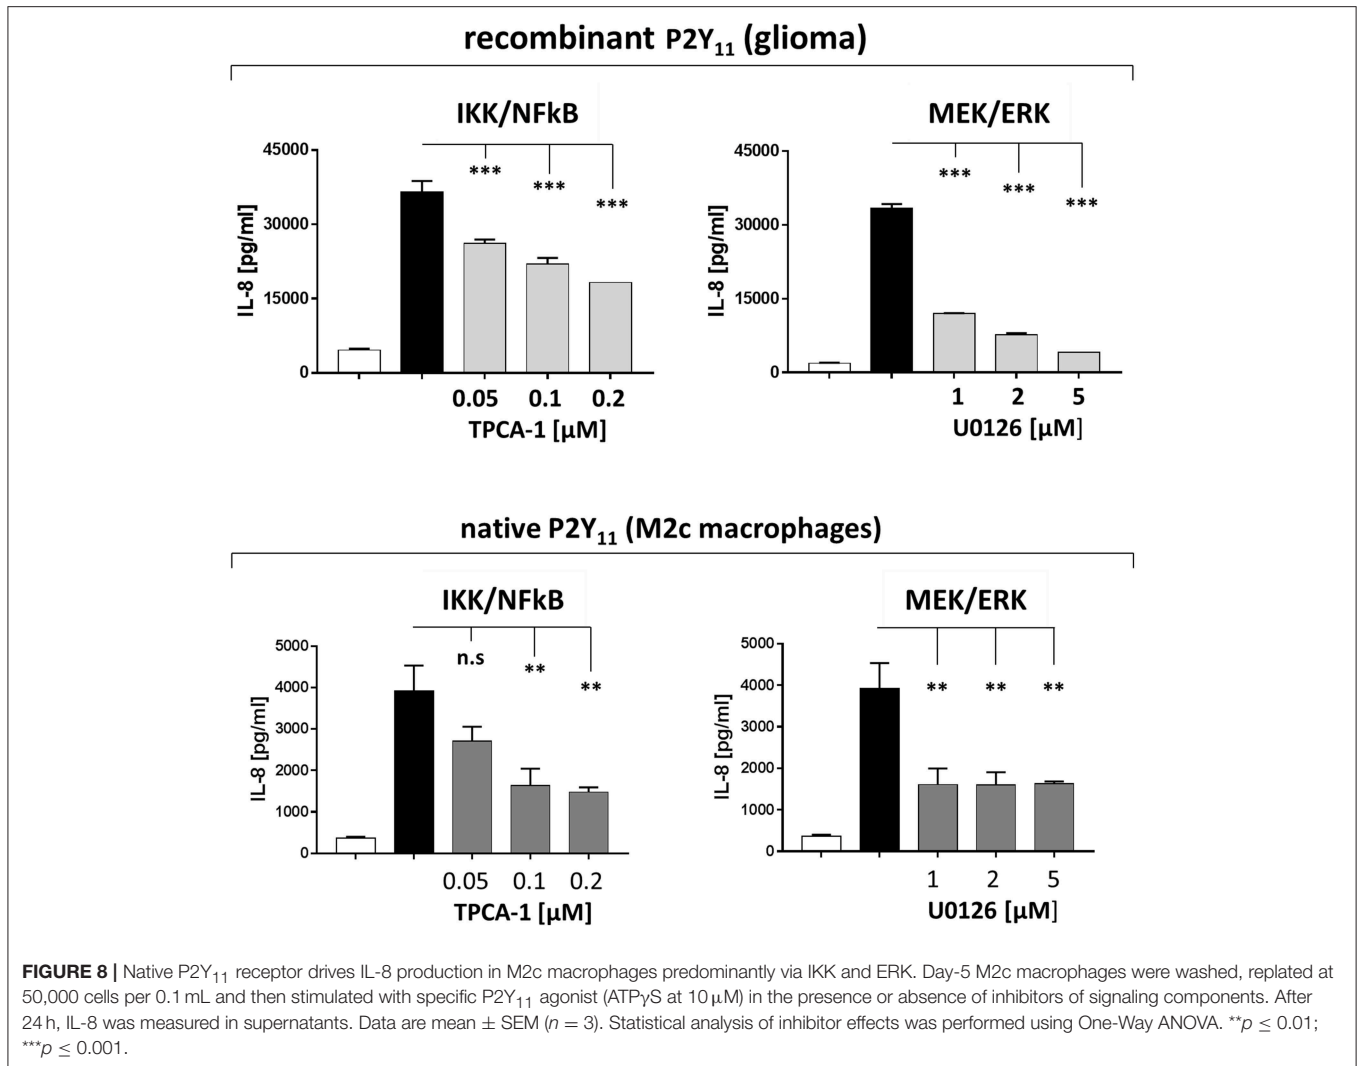 recombinant P2Y11 (glioma)
IKK/NFkB
MEK/ERK
45000
30000
15000
0
IL-8 [pg/ml]
***
***
***
0.05 0.1 0.2
TPCA-1 [µM]
45000
30000
15000
0
IL-8 [pg/ml]
***
***
***
1 2 5
U0126 [µM]
native P2Y11 (M2c macrophages)
IKK/NFkB
MEK/ERK
5000
4000
3000
2000
1000
0
IL-8 [pg/ml]
n.s
**
**
0.05 0.1 0.2
TPCA-1 [µM]
5000
4000
3000
2000
1000
0
IL-8 [pg/ml]
**
**
**
1 2 5
U0126 [µM]
FIGURE 8 | Native P2Y11 receptor drives IL-8 production in M2c macrophages predominantly via IKK and ERK. Day-5 M2c macrophages were washed, replated at
50,000 cells per 0.1 mL and then stimulated with specific P2Y11 agonist (ATPγS at 10 µM) in the presence or absence of inhibitors of signaling components. After
24 h, IL-8 was measured in supernatants. Data are mean ± SEM (n = 3). Statistical analysis of inhibitor effects was performed using One-Way ANOVA. **p ≤ 0.01;
***p ≤ 0.001.